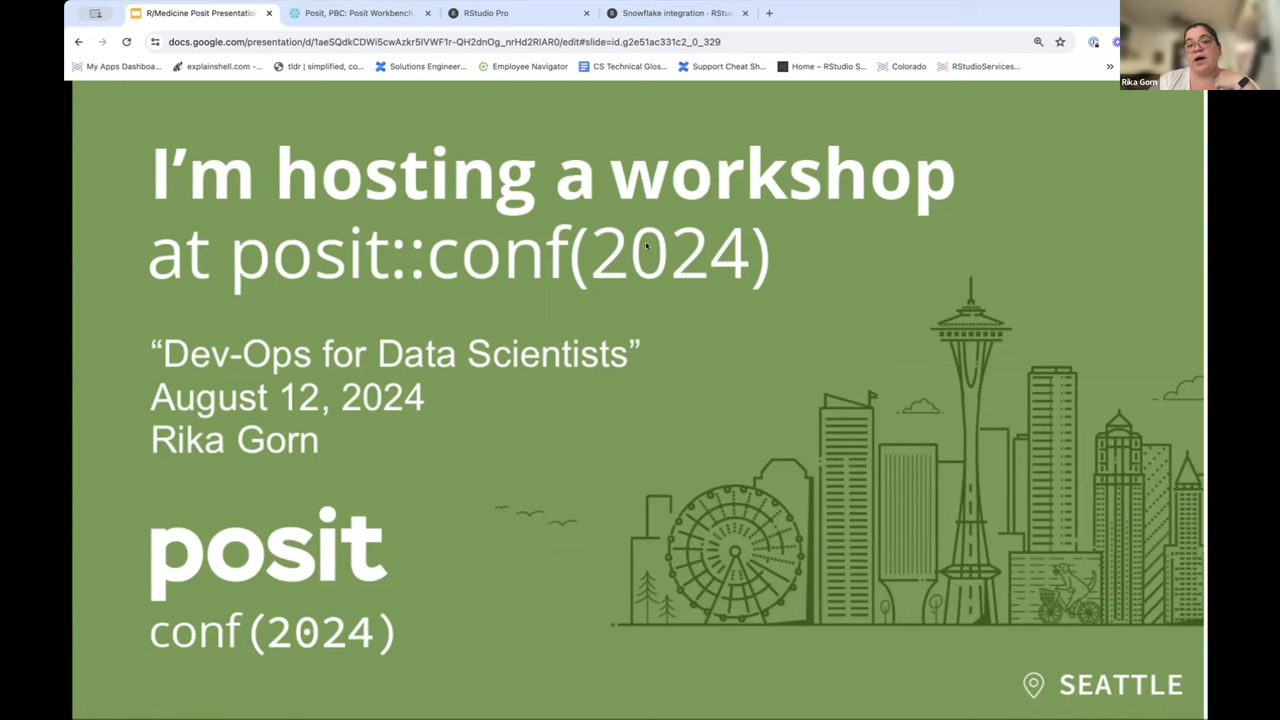 R/Medicine Posit Presentation
Posit, PBC: Posit Workbench
RStudio Pro
Snowflake integration - RStu
docs.google.com/presentation/d/1aeSQdkCDWi5cwAzkr5lVWF1r-QH2dnOg_rHd2RIAR0/edit#slide=id.g2e51ac331c2_0_329
My Apps Dashboa...
explainshell.com -...
tldr | simplified, co...
Solutions Engineer...
Employee Navigator
CS Technical Glos...
Support Cheat Sh...
Home – RStudio S...
Colorado
RStudioServices...
Rika Gorn
I’m hosting a workshop
at posit::conf(2024)
“Dev-Ops for Data Scientists”
August 12, 2024
Rika Gorn
posit
conf(2024)
SEATTLE